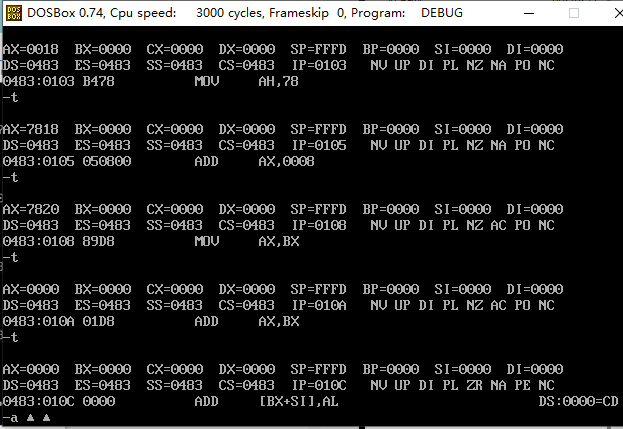 DOSBox 0.74, Cpu speed:    3000 cycles, Frameskip  0, Program:    DEBUG
AX=0018  BX=0000  CX=0000  DX=0000  SP=FFFD  BP=0000  SI=0000  DI=0000
DS=0483  ES=0483  SS=0483  CS=0483  IP=0103   NV UP DI PL NZ NA PO NC
0483:0103 B478          MOV     AH,78
-t
AX=7818  BX=0000  CX=0000  DX=0000  SP=FFFD  BP=0000  SI=0000  DI=0000
DS=0483  ES=0483  SS=0483  CS=0483  IP=0105   NV UP DI PL NZ NA PO NC
0483:0105 050800        ADD     AX,0008
-t
AX=7820  BX=0000  CX=0000  DX=0000  SP=FFFD  BP=0000  SI=0000  DI=0000
DS=0483  ES=0483  SS=0483  CS=0483  IP=0108   NV UP DI PL NZ AC PO NC
0483:0108 89D8          MOV     AX,BX
-t
AX=0000  BX=0000  CX=0000  DX=0000  SP=FFFD  BP=0000  SI=0000  DI=0000
DS=0483  ES=0483  SS=0483  CS=0483  IP=010A   NV UP DI PL NZ AC PO NC
0483:010A 01D8          ADD     AX,BX
-t
AX=0000  BX=0000  CX=0000  DX=0000  SP=FFFD  BP=0000  SI=0000  DI=0000
DS=0483  ES=0483  SS=0483  CS=0483  IP=010C   NV UP DI PL ZR NA PE NC
0483:010C 0000          ADD     [BX+SI],AL                         DS:0000=CD
-a ▲ ▲